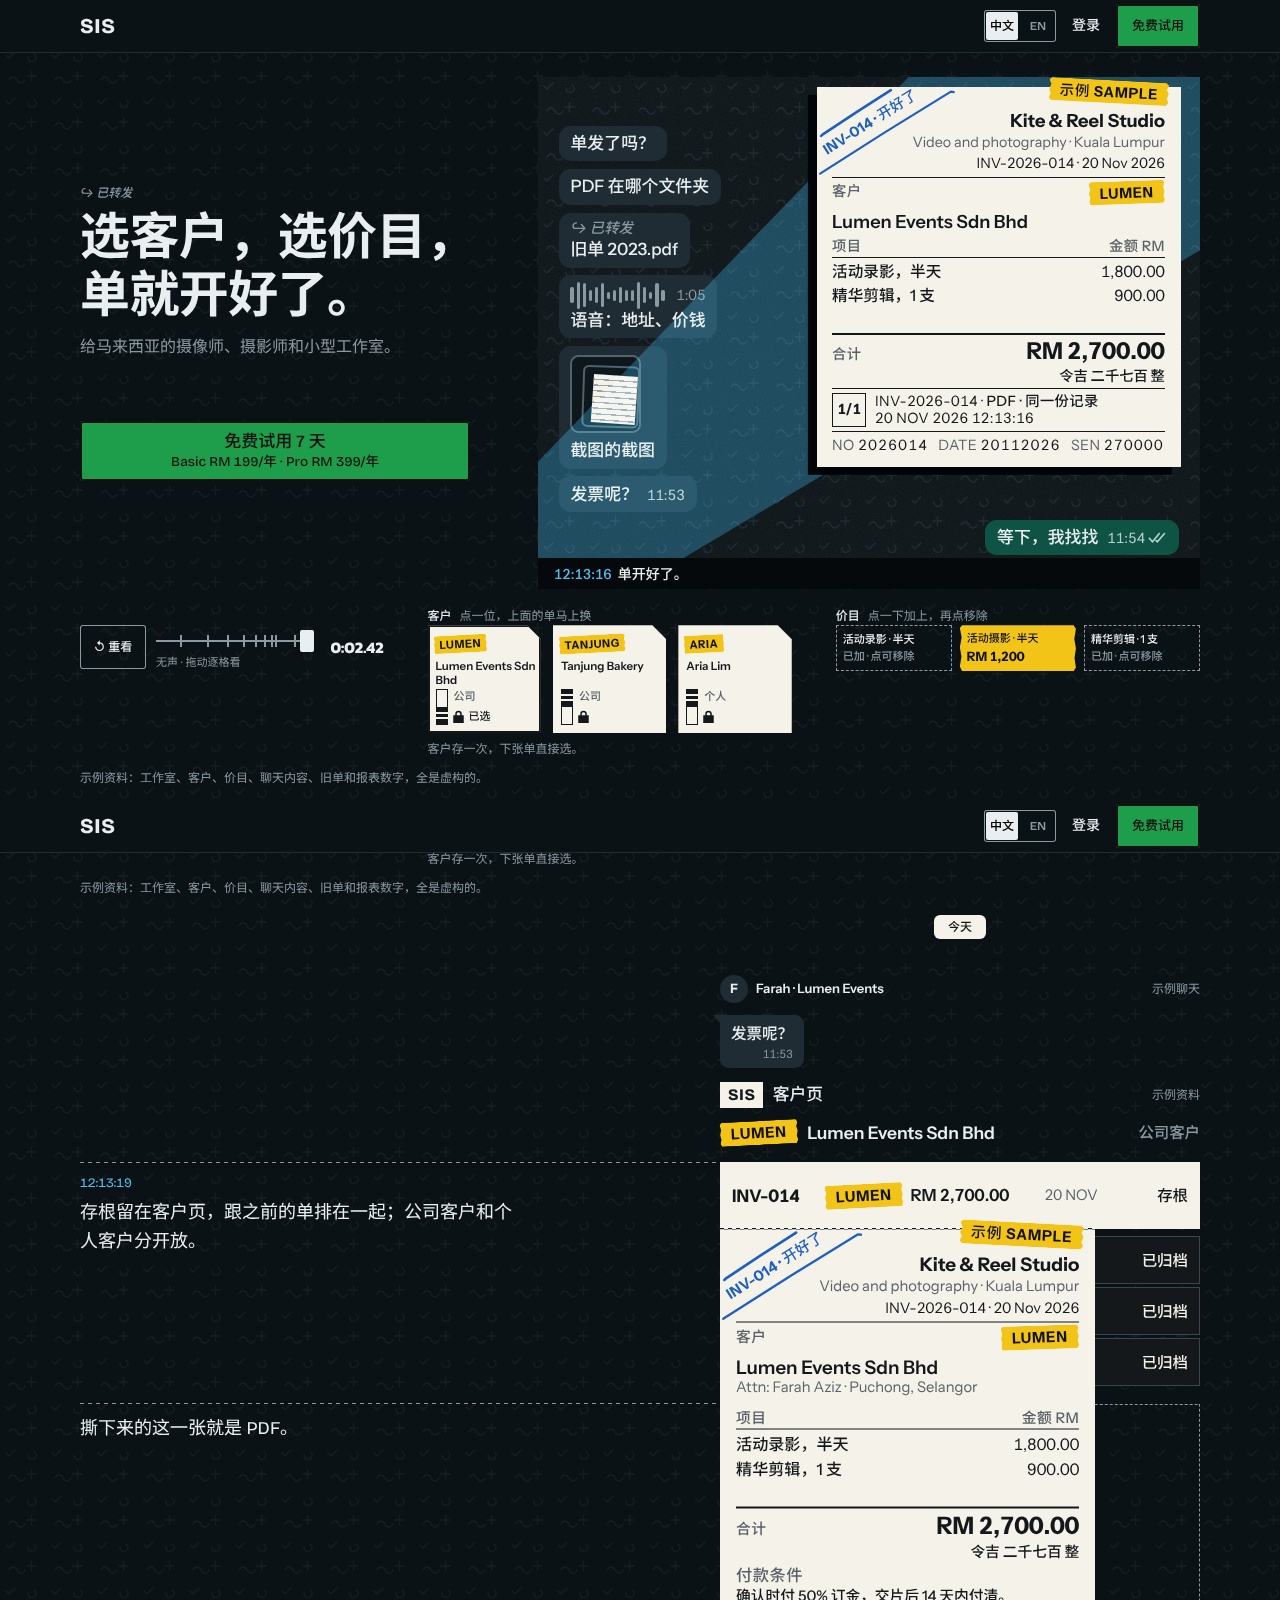 SIS
中文 EN 登录 免费试用
已转发
选客户，选价目，
单就开好了。
给马来西亚的摄像师、摄影师和小型工作室。
免费试用 7 天
Basic RM 199/年 · Pro RM 399/年
单发了吗？
PDF 在哪个文件夹
已转发
旧单 2023.pdf
1:05
语音：地址、价钱
截图的截图
发票呢？ 11:53
INV-014 · 开好了
示例 SAMPLE
Kite & Reel Studio
Video and photography · Kuala Lumpur
INV-2026-014 · 20 Nov 2026
客户
LUMEN
Lumen Events Sdn Bhd
项目 金额 RM
活动录影，半天 1,800.00
精华剪辑，1 支 900.00
合计 RM 2,700.00
令吉 二千七百 整
1/1
INV-2026-014 · PDF · 同一份记录
20 NOV 2026 12:13:16
NO 2026014 DATE 20112026 SEN 270000
等下，我找找 11:54
12:13:16 单开好了。
重看
无声 · 拖动逐格看
0:02.42
客户 点一位，上面的单马上换
LUMEN
Lumen Events Sdn Bhd
公司
已选
TANJUNG
Tanjung Bakery
公司
ARIA
Aria Lim
个人
客户存一次，下张单直接选。
价目 点一下加上，再点移除
活动录影 · 半天
已加 · 点可移除
活动摄影 · 半天
RM 1,200
精华剪辑 · 1 支
已加 · 点可移除
示例资料：工作室、客户、价目、聊天内容、旧单和报表数字，全是虚构的。
SIS
中文 EN 登录 免费试用
客户存一次，下张单直接选。
示例资料：工作室、客户、价目、聊天内容、旧单和报表数字，全是虚构的。
今天
F Farah · Lumen Events 示例聊天
发票呢？
11:53
SIS 客户页 示例资料
LUMEN Lumen Events Sdn Bhd 公司客户
12:13:19
存根留在客户页，跟之前的单排在一起；公司客户和个
人客户分开放。
INV-014 LUMEN RM 2,700.00 20 NOV 存根
已归档
已归档
已归档
INV-014 · 开好了
示例 SAMPLE
Kite & Reel Studio
Video and photography · Kuala Lumpur
INV-2026-014 · 20 Nov 2026
客户
LUMEN
Lumen Events Sdn Bhd
Attn: Farah Aziz · Puchong, Selangor
项目 金额 RM
活动录影，半天 1,800.00
精华剪辑，1 支 900.00
合计 RM 2,700.00
令吉 二千七百 整
付款条件
确认时付 50% 订金，交片后 14 天内付清。
撕下来的这一张就是 PDF。